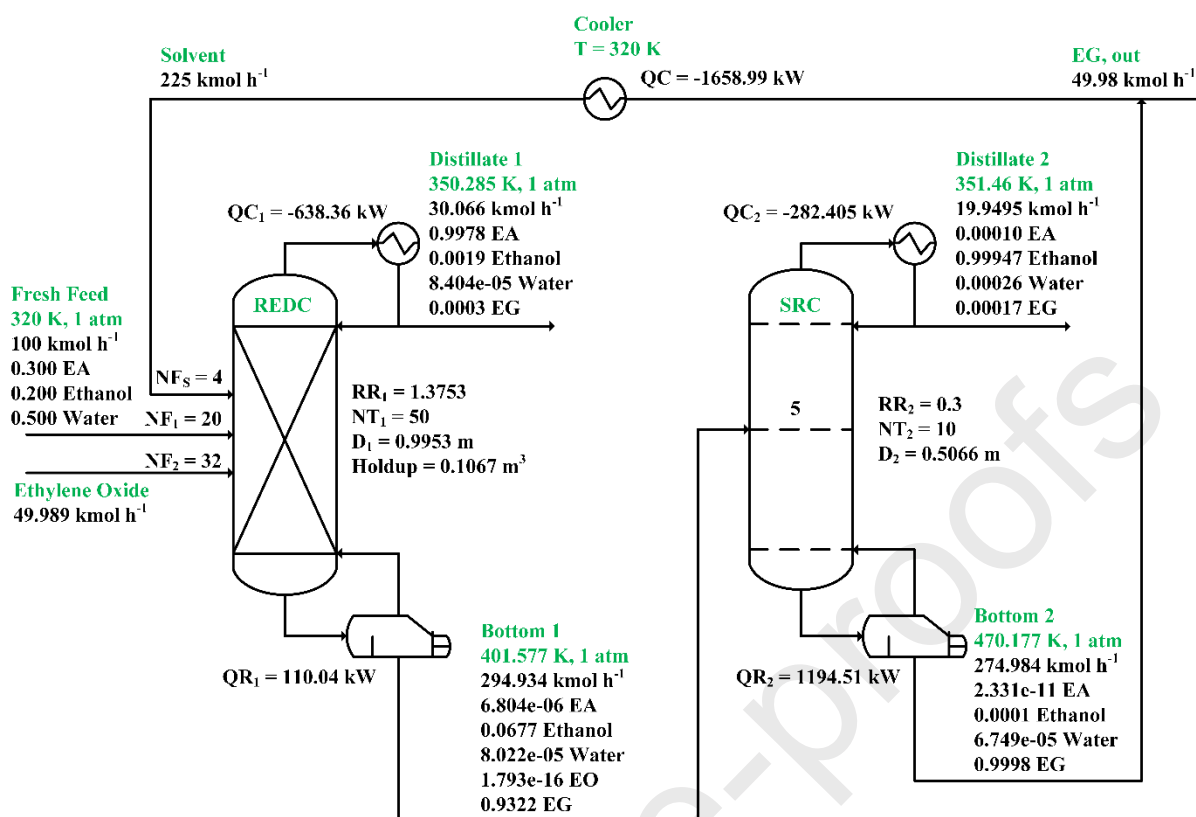 Cooler
T = 320 K
Solvent
225 kmol h⁻¹
QC = -1658.99 kW
EG, out
49.98 kmol h⁻¹
Distillate 1
350.285 K, 1 atm
30.066 kmol h⁻¹
0.9978 EA
0.0019 Ethanol
8.404e-05 Water
0.0003 EG
QC₁ = -638.36 kW
Distillate 2
351.46 K, 1 atm
19.9495 kmol h⁻¹
0.00010 EA
0.99947 Ethanol
0.00026 Water
0.00017 EG
QC₂ = -282.405 kW
Fresh Feed
320 K, 1 atm
100 kmol h⁻¹
0.300 EA
0.200 Ethanol
0.500 Water
REDC
SRC
NF_S = 4
NF₁ = 20
NF₂ = 32
Ethylene Oxide
49.989 kmol h⁻¹
RR₁ = 1.3753
NT₁ = 50
D₁ = 0.9953 m
Holdup = 0.1067 m³
5
RR₂ = 0.3
NT₂ = 10
D₂ = 0.5066 m
QR₁ = 110.04 kW
Bottom 1
401.577 K, 1 atm
294.934 kmol h⁻¹
6.804e-06 EA
0.0677 Ethanol
8.022e-05 Water
1.793e-16 EO
0.9322 EG
QR₂ = 1194.51 kW
Bottom 2
470.177 K, 1 atm
274.984 kmol h⁻¹
2.331e-11 EA
0.0001 Ethanol
6.749e-05 Water
0.9998 EG
e-proofs